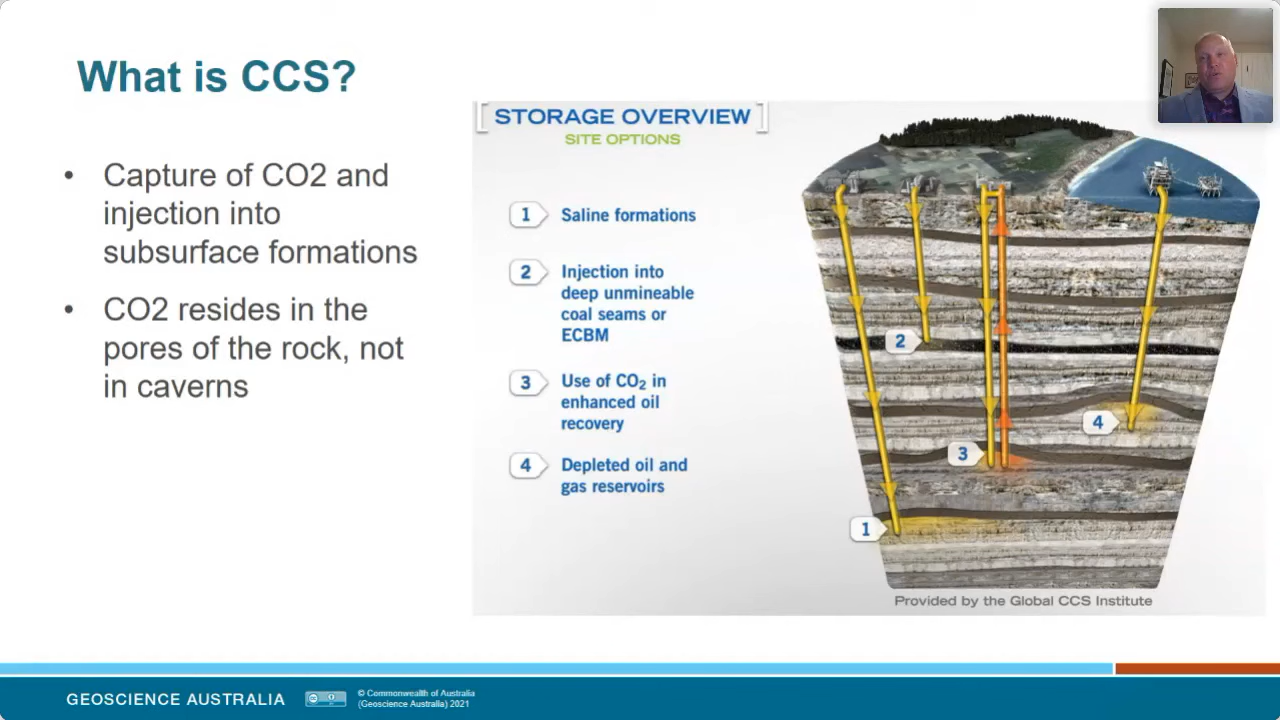 What is CCS?
• Capture of CO2 and
injection into
subsurface formations
• CO2 resides in the
pores of the rock, not
in caverns
STORAGE OVERVIEW
SITE OPTIONS
1 Saline formations
2 Injection into
deep unmineable
coal seams or
ECBM
3 Use of CO₂ in
enhanced oil
recovery
4 Depleted oil and
gas reservoirs
2
4
3
1
Provided by the Global CCS Institute
GEOSCIENCE AUSTRALIA
© Commonwealth of Australia
(Geoscience Australia) 2021